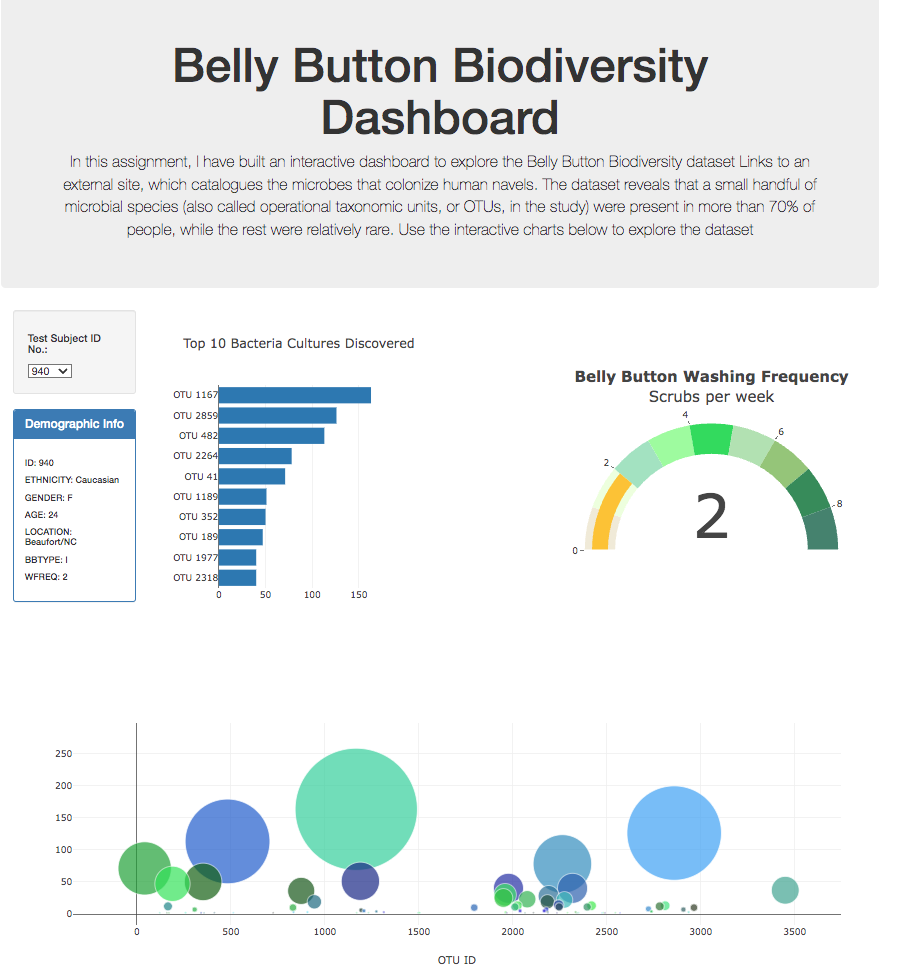 Belly Button Biodiversity
Dashboard
In this assignment, I have built an interactive dashboard to explore the Belly Button Biodiversity dataset Links to an
external site, which catalogues the microbes that colonize human navels. The dataset reveals that a small handful of
microbial species (also called operational taxonomic units, or OTUs, in the study) were present in more than 70% of
people, while the rest were relatively rare. Use the interactive charts below to explore the dataset
Test Subject ID
No.:
940
Demographic Info
ID: 940
ETHNICITY: Caucasian
GENDER: F
AGE: 24
LOCATION:
Beaufort/NC
BBTYPE: I
WFREQ: 2
Top 10 Bacteria Cultures Discovered
OTU 1167
OTU 2859
OTU 482
OTU 2264
OTU 41
OTU 1189
OTU 352
OTU 189
OTU 1977
OTU 2318
0 50 100 150
Belly Button Washing Frequency
Scrubs per week
0
2
4
6
8
2
250
200
150
100
50
0
0 500 1000 1500 2000 2500 3000 3500
OTU ID